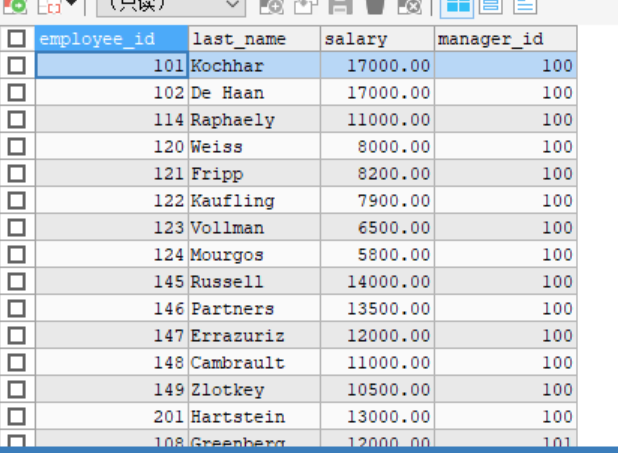 (只读)
employee_id last_name salary manager_id
101 Kochhar 17000.00 100
102 De Haan 17000.00 100
114 Raphaely 11000.00 100
120 Weiss 8000.00 100
121 Fripp 8200.00 100
122 Kaufling 7900.00 100
123 Vollman 6500.00 100
124 Mourgos 5800.00 100
145 Russell 14000.00 100
146 Partners 13500.00 100
147 Errazuriz 12000.00 100
148 Cambrault 11000.00 100
149 Zlotkey 10500.00 100
201 Hartstein 13000.00 100
108 Greenberg 12000.00 101